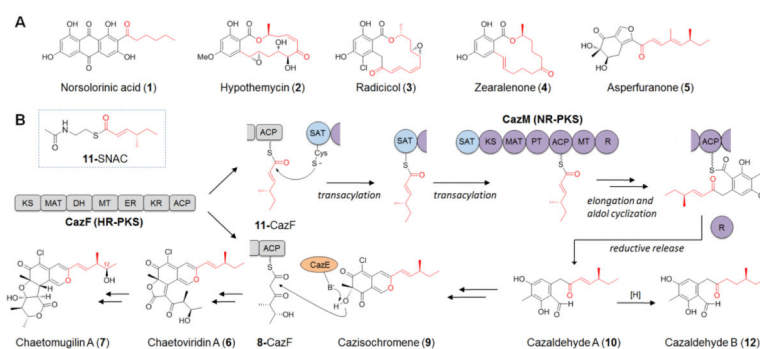 A
Norsolorinic acid (1)
Hypothemycin (2)
Radicicol (3)
Zearalenone (4)
Asperfuranone (5)
B
11-SNAC
KS MAT DH MT ER KR ACP
CazF (HR-PKS)
ACP
SAT
Cys
11-CazF
transacylation
SAT
transacylation
CazM (NR-PKS)
SAT KS MAT PT ACP MT R
elongation and
aldol cyclization
ACP
R
reductive release
Chaetomugilin A (7)
Chaetoviridin A (6)
ACP
8-CazF
CazE
Cazisochromene (9)
Cazaldehyde A (10)
[H]
Cazaldehyde B (12)